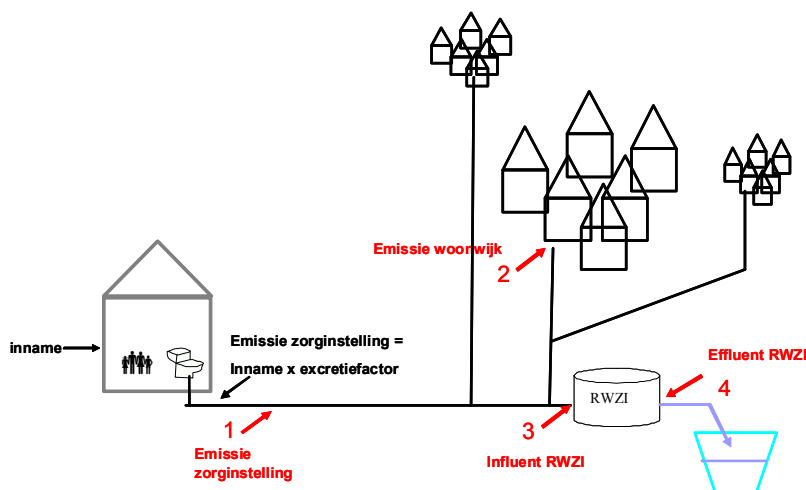 Emissie woonwijk
2
inname
Emissie zorginstelling =
Inname x excretiefactor
Effluent RWZI
4
RWZI
1
Emissie
zorginstelling
3
Influent RWZI